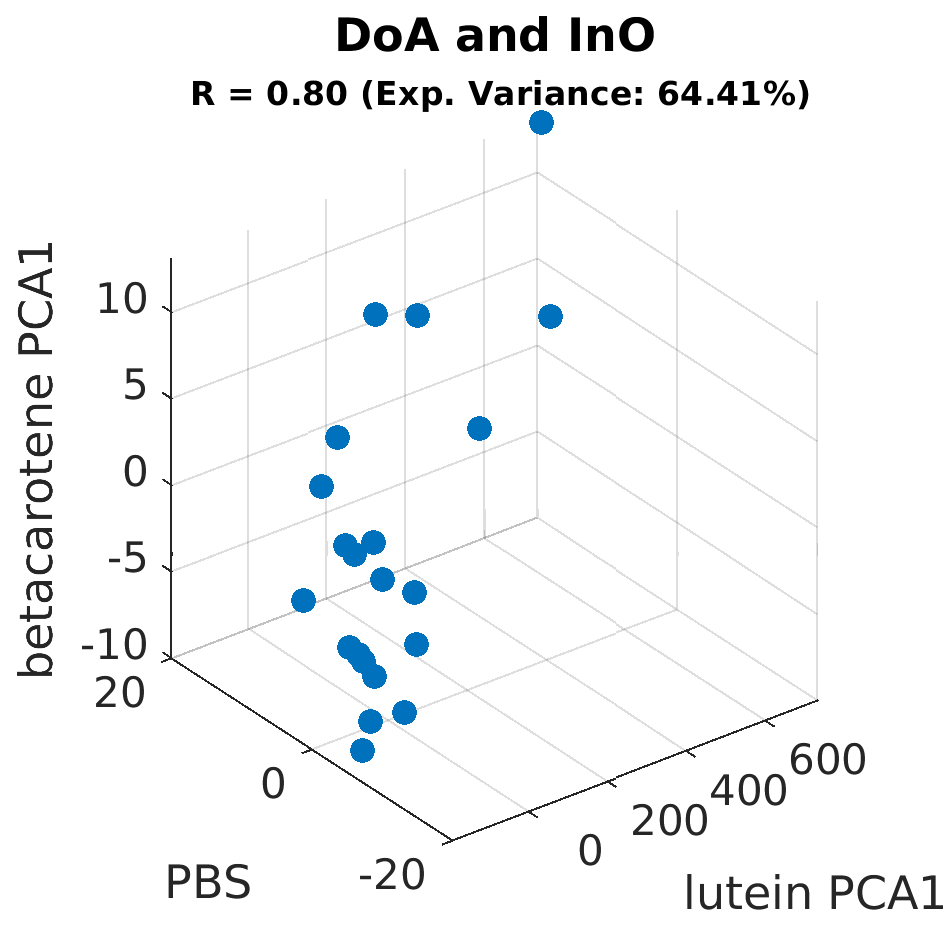 DoA and InO
R = 0.80 (Exp. Variance: 64.41%)
betacarotene PCA1
10
5
0
-5
-10
20
0
-20
PBS
0
200
400
600
lutein PCA1